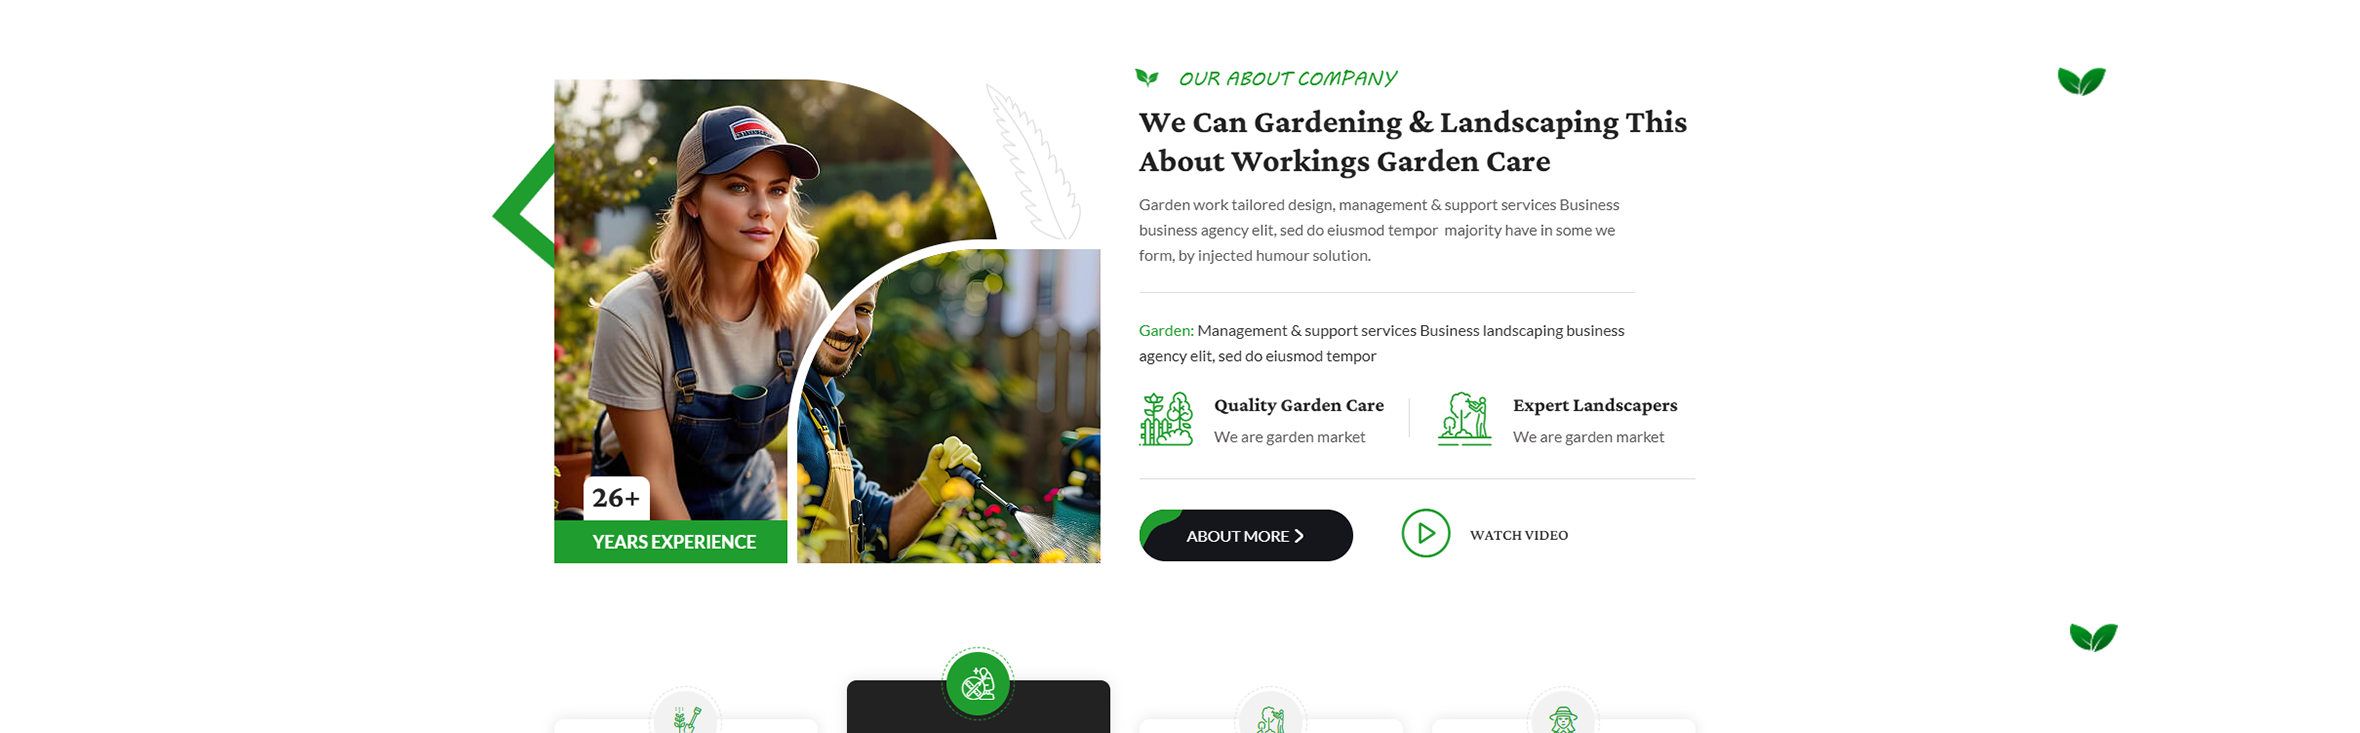 OUR ABOUT COMPANY
We Can Gardening & Landscaping This
About Workings Garden Care
Garden work tailored design, management & support services Business
business agency elit, sed do eiusmod tempor majority have in some we
form, by injected humour solution.
Garden: Management & support services Business landscaping business
agency elit, sed do eiusmod tempor
Quality Garden Care
We are garden market
Expert Landscapers
We are garden market
26+
YEARS EXPERIENCE
ABOUT MORE
WATCH VIDEO